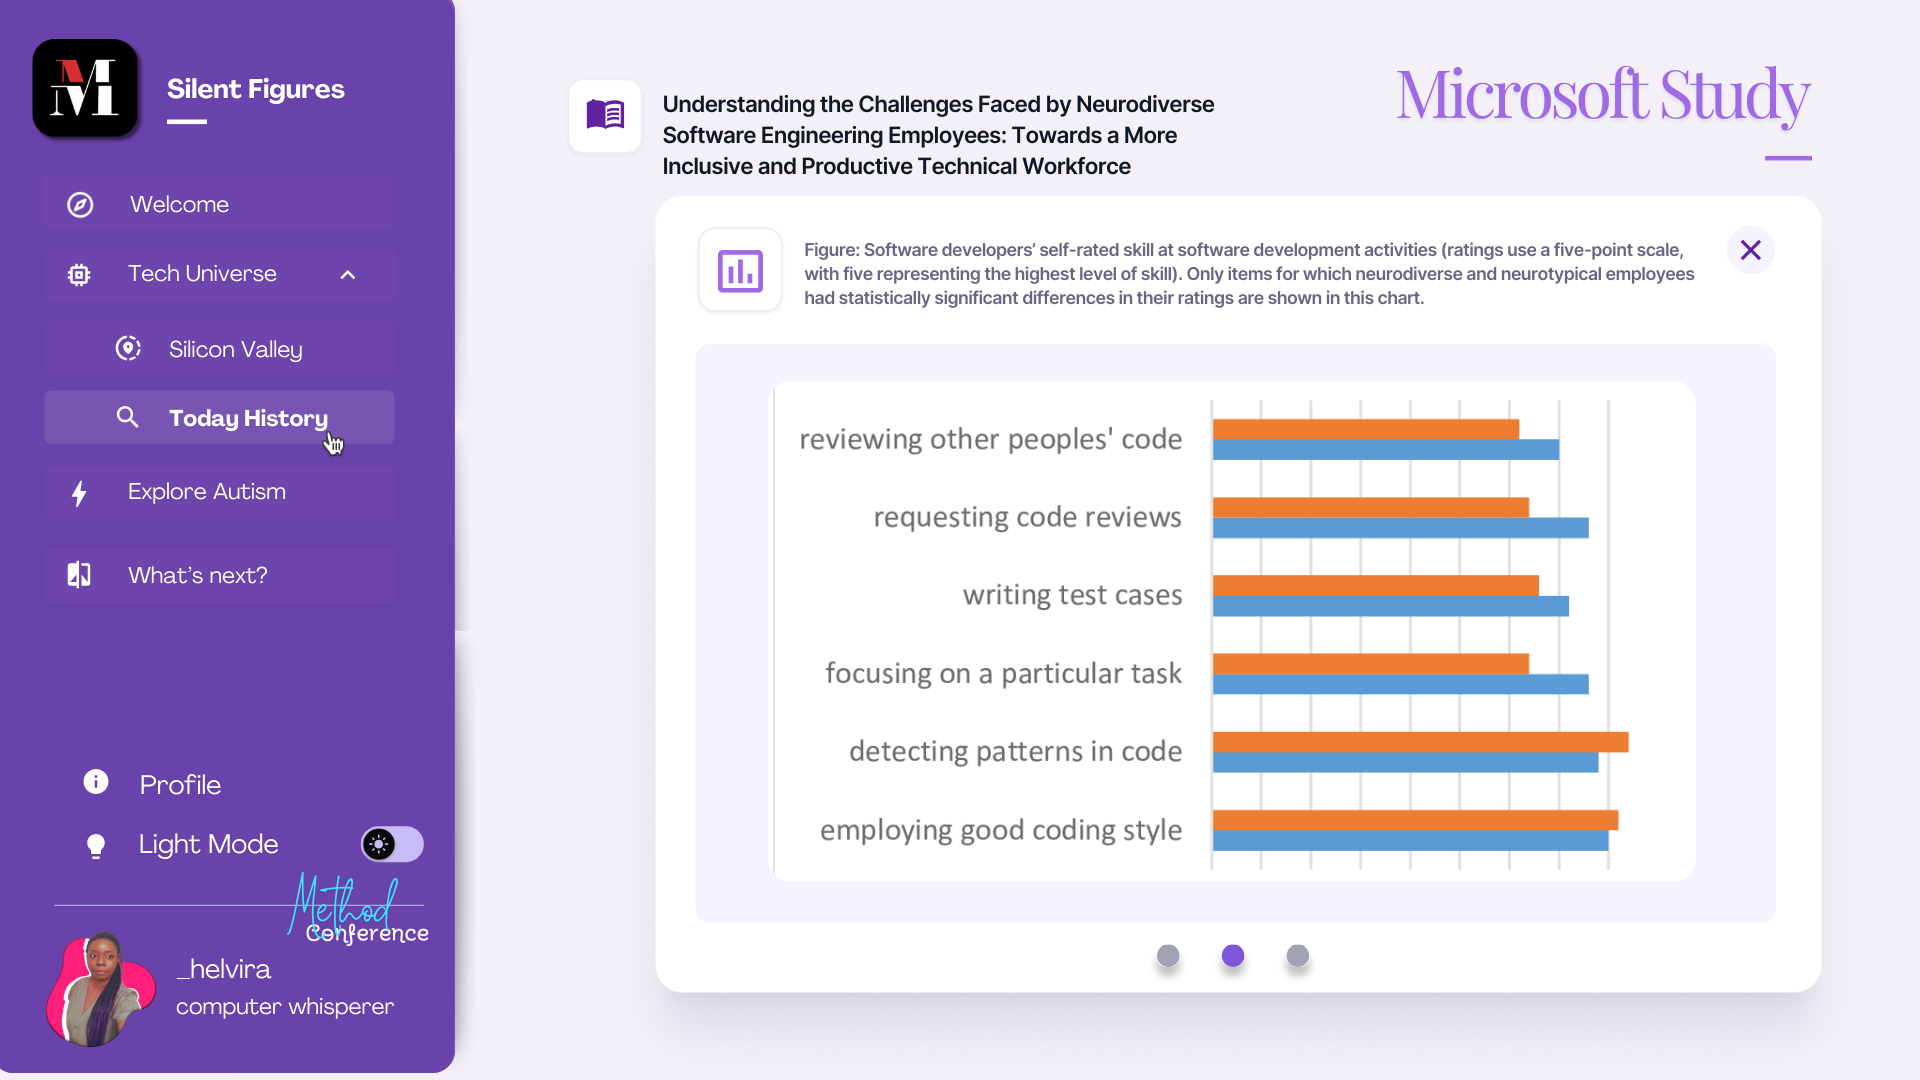 M
Silent Figures
Welcome
Tech Universe
Silicon Valley
Today History
Explore Autism
What's next?
Profile
Light Mode
Method
Conference
_helvira
computer whisperer
Understanding the Challenges Faced by Neurodiverse
Software Engineering Employees: Towards a More
Inclusive and Productive Technical Workforce
Microsoft Study
Figure: Software developers' self-rated skill at software development activities (ratings use a five-point scale,
with five representing the highest level of skill). Only items for which neurodiverse and neurotypical employees
had statistically significant differences in their ratings are shown in this chart.
reviewing other peoples' code
requesting code reviews
writing test cases
focusing on a particular task
detecting patterns in code
employing good coding style